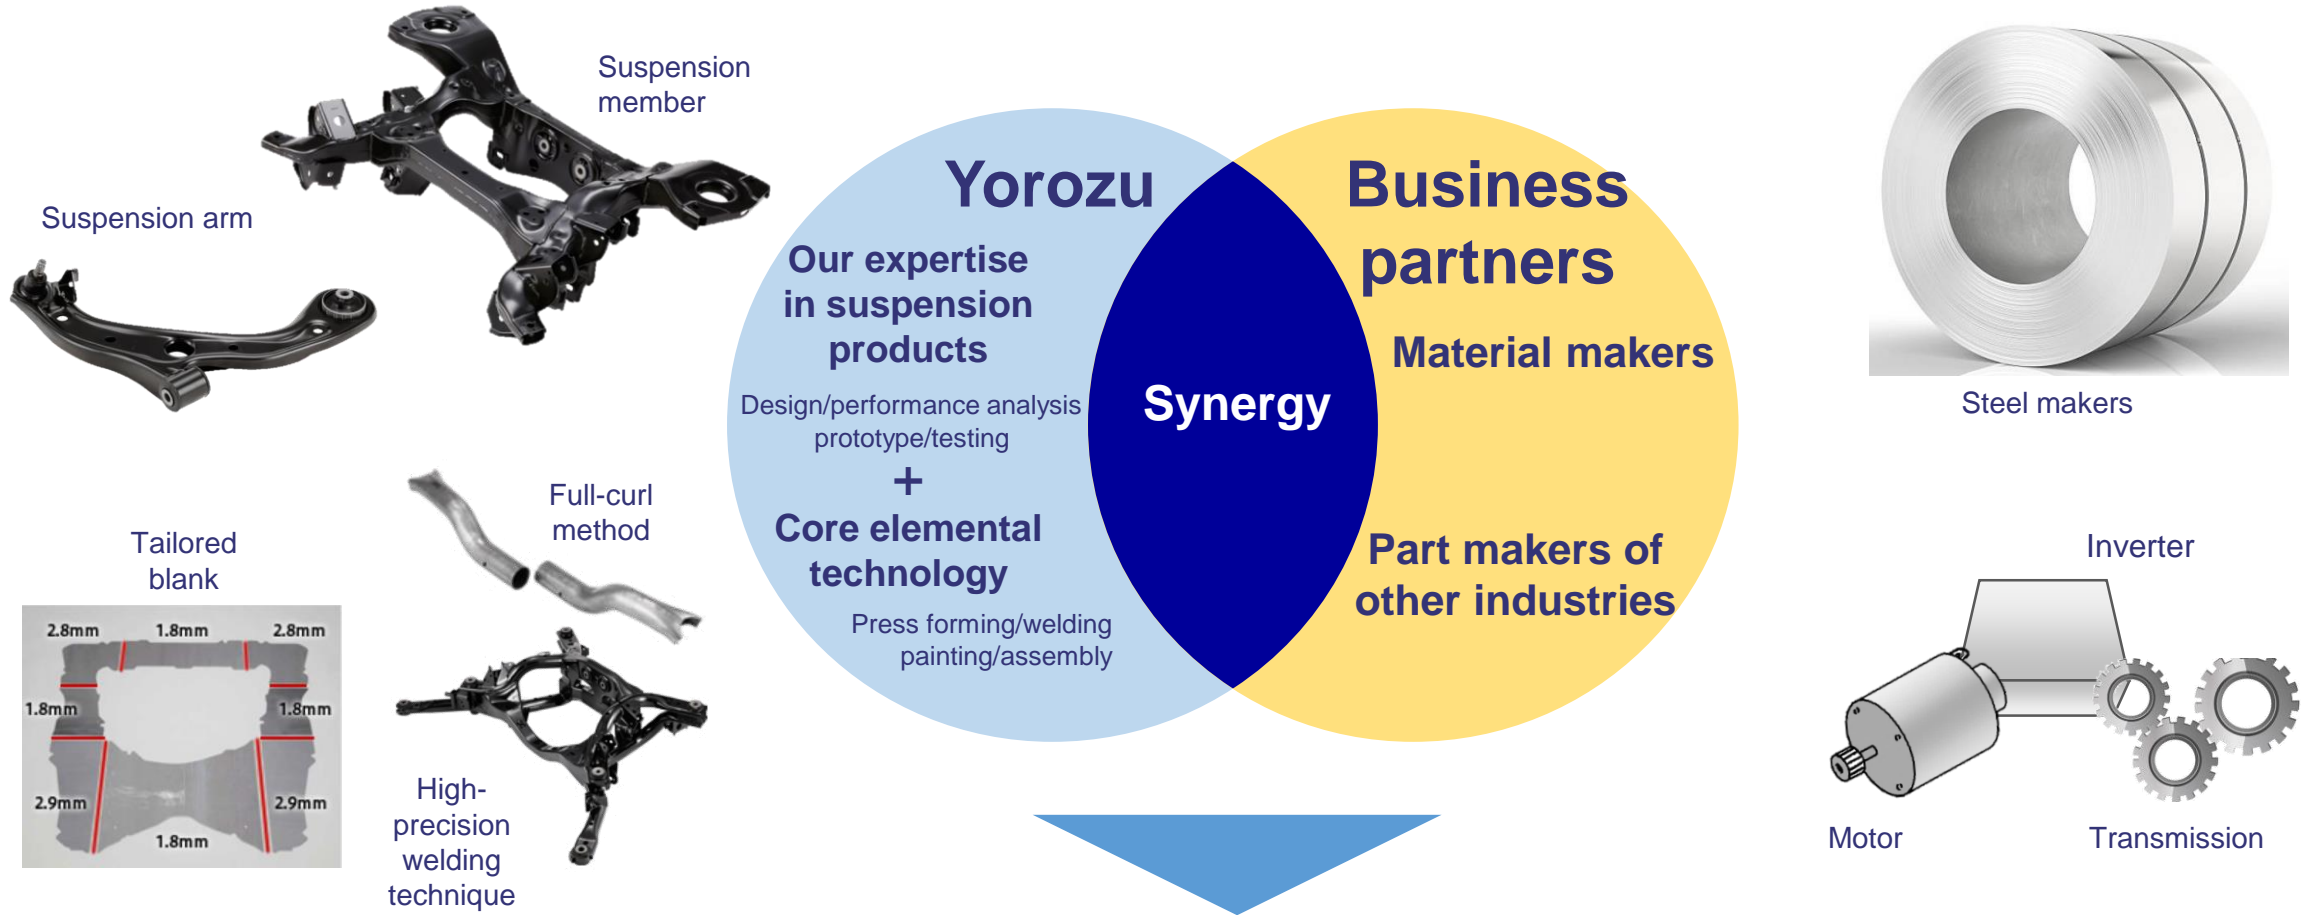 Suspension
member
Suspension arm
Tailored
blank
2.8mm 1.8mm 2.8mm
1.8mm 1.8mm
2.9mm 2.9mm
1.8mm
Full-curl
method
High-
precision
welding
technique
Yorozu
Our expertise
in suspension
products
Design/performance analysis
prototype/testing
+
Core elemental
technology
Press forming/welding
painting/assembly
Synergy
Business
partners
Material makers
Part makers of
other industries
Steel makers
Inverter
Motor
Transmission